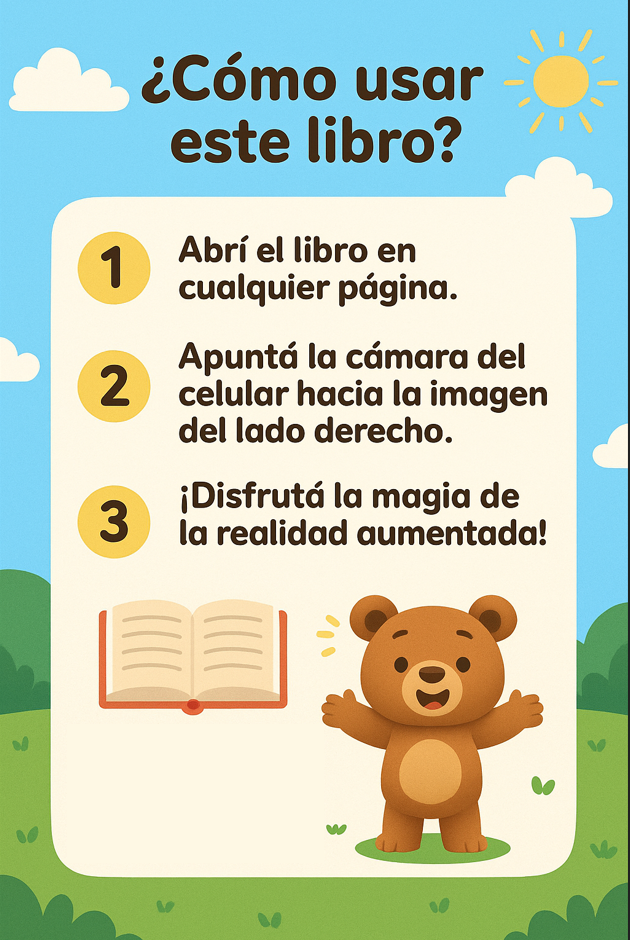 ¿Cómo usar
este libro?
1
Abrí el libro en
cualquier página.
2
Apuntá la cámara del
celular hacia la imagen
del lado derecho.
3
¡Disfrutá la magia de
la realidad aumentada!